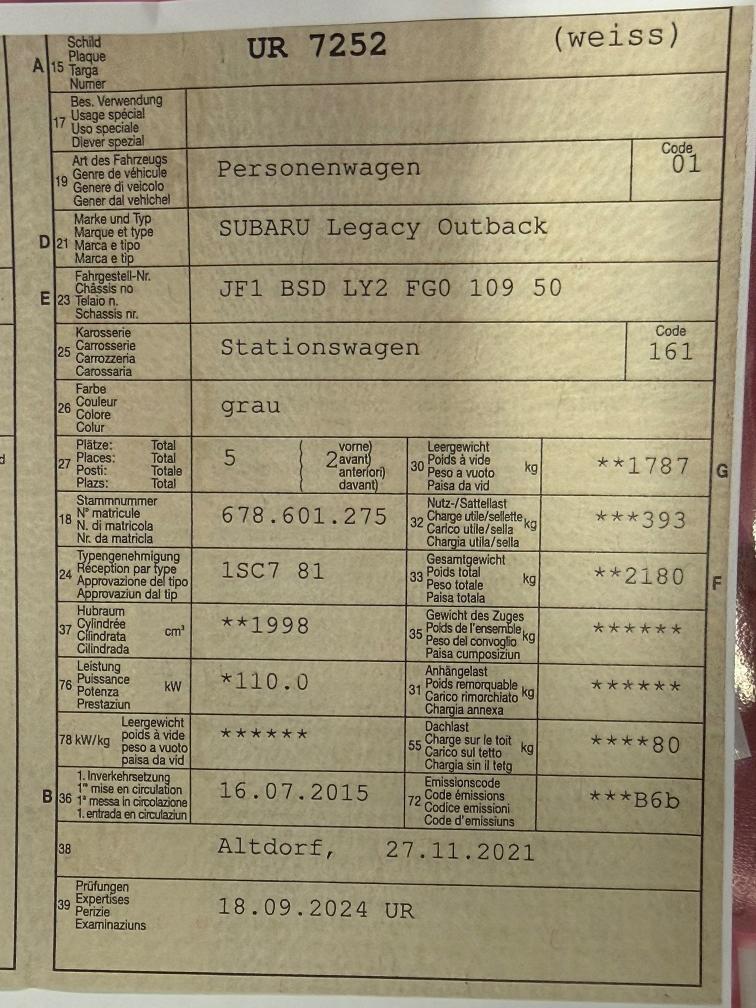 A 15 Schild Plaque Targa Numer UR 7252 (weiss)
17 Bes. Verwendung Usage spécial Uso speciale Diever spezial
19 Art des Fahrzeugs Genre de véhicule Genere di veicolo Gener dal vehichel Personenwagen Code 01
D 21 Marke und Typ Marque et type Marca e tipo Marca e tip SUBARU Legacy Outback
E 23 Fahrgestell-Nr. Châssis no Telaio n. Schassis nr. JF1 BSD LY2 FG0 109 50
25 Karosserie Carrosserie Carrozzeria Carossaria Stationswagen Code 161
26 Farbe Couleur Colore Colur grau
27 Plätze: Places: Posti: Plazs: Total Total Totale Total 5 ( 2 vorne) avant) anteriori) davant)
30 Leergewicht Poids à vide Peso a vuoto Paisa da vid kg **1787 G
18 Stammnummer N° matricule N. di matricola Nr. da matricla 678.601.275
32 Nutz-/Sattellast Charge utile/sellette Carico utile/sella Chargia utila/sella kg ***393
24 Typengenehmigung Réception par type Approvazione del tipo Approvaziun dal tip 1SC7 81
33 Gesamtgewicht Poids total Peso totale Paisa totala kg **2180 F
37 Hubraum Cylindrée Cilindrata Cilindrada cm³ **1998
35 Gewicht des Zuges Poids de l'ensemble Peso del convoglio Paisa cumposiziun kg ******
76 Leistung Puissance Potenza Prestaziun kW *110.0
31 Anhängelast Poids remorquable Carico rimorchiato Chargia annexa kg ******
78 kW/kg Leergewicht poids à vide peso a vuoto paisa da vid ******
55 Dachlast Charge sur le toit Carico sul tetto Chargia sin il tetg kg ****80
B 36 1. Inverkehrsetzung 1re mise en circulation 1a messa in circolazione 1. entrada en circulaziun 16.07.2015
72 Emissionscode Code émissions Codice emissioni Code d'emissiuns ***B6b
38 Altdorf, 27.11.2021
39 Prüfungen Expertises Perizie Examinaziuns 18.09.2024 UR